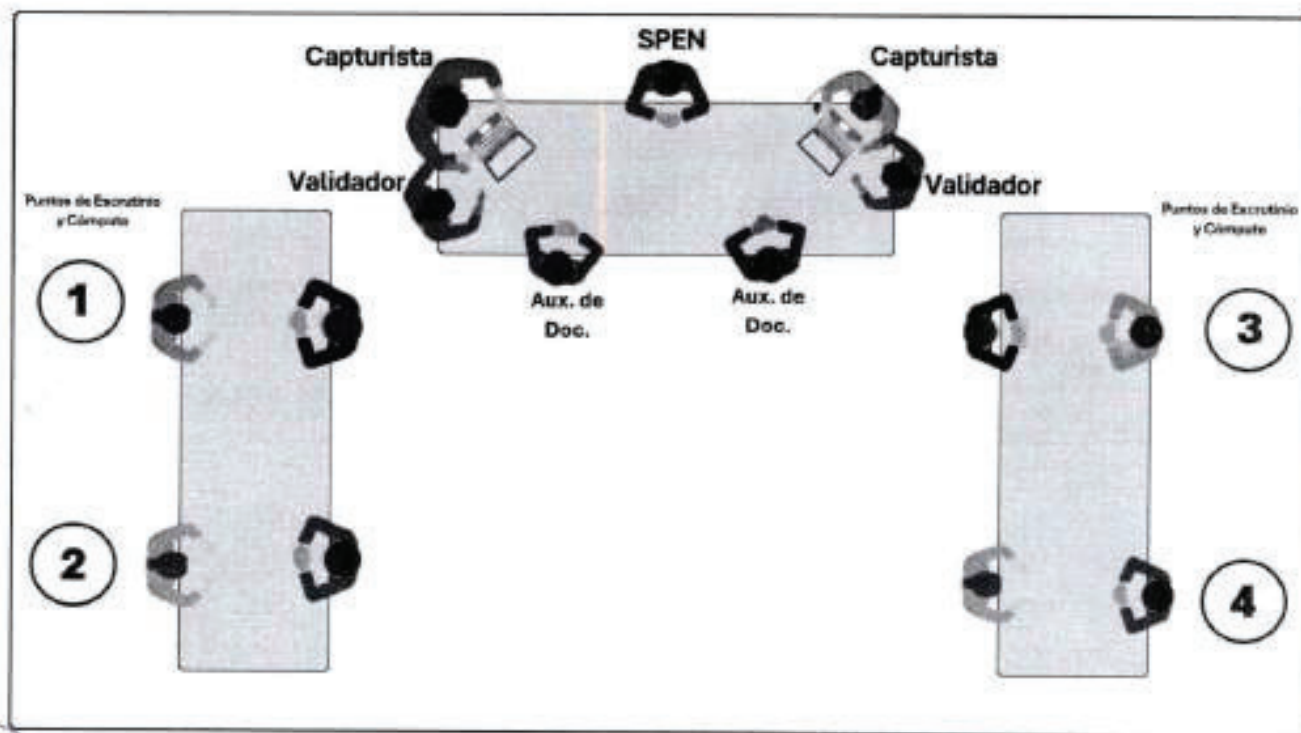 SPEN
Capturista
Capturista
Validador
Validador
Puntos de Escrutinio
y Cómputo
Puntos de Escrutinio
y Cómputo
1
Aux. de
Doc.
Aux. de
Doc.
3
2
4